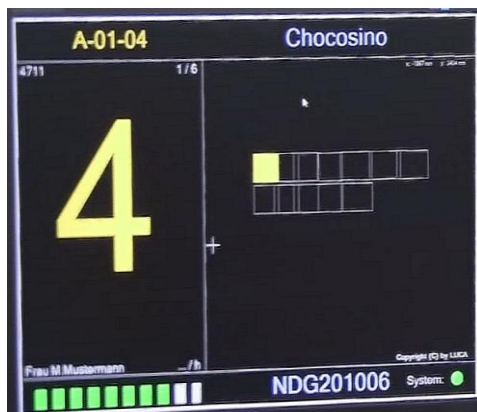 A-01-04
Chocosino
4711
1/6
4
Frau M.Mustermann
_/h
Copyright (C) by LUCA
NDG201006
System: